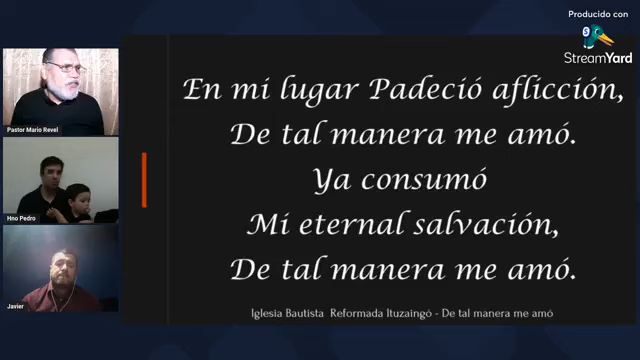 Producido con
StreamYard
En mi lugar Padeció aflicción,
De tal manera me amó.
Ya consumó
Mi eternal salvación,
De tal manera me amó.
Iglesia Bautista Reformada Ituzaingó - De tal manera me amó
Pastor Mario Revel
Hno Pedro
Javier